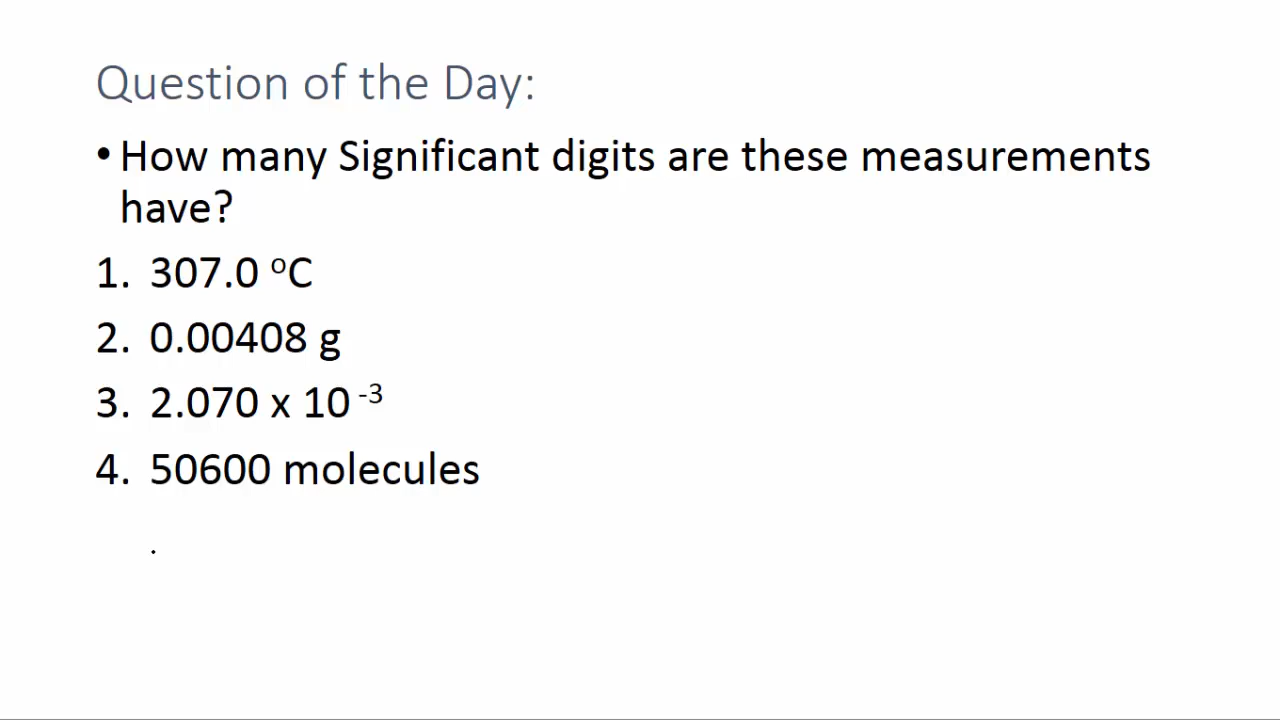 Question of the Day:
• How many Significant digits are these measurements
have?
1. 307.0 ºC
2. 0.00408 g
3. 2.070 x 10 ⁻³
4. 50600 molecules
.